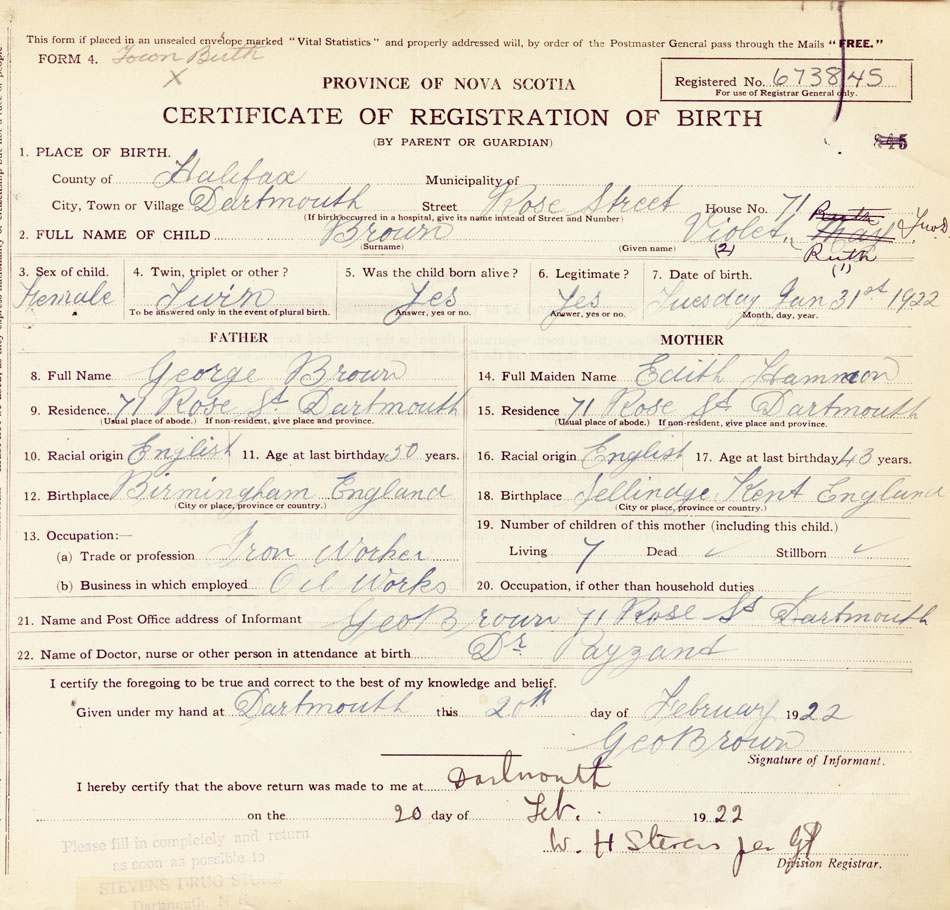 This form if placed in an unsealed envelope marked "Vital Statistics" and properly addressed will, by order of the Postmaster General pass through the Mails "FREE."
FORM 4. Town Birth
X
PROVINCE OF NOVA SCOTIA
Registered No. 673845
For use of Registrar General only.
CERTIFICATE OF REGISTRATION OF BIRTH
(BY PARENT OR GUARDIAN)
845
1. PLACE OF BIRTH.
County of Halifax Municipality of
City, Town or Village Dartmouth Street Rose Street House No. 71
(If birth occurred in a hospital, give its name instead of Street and Number)
2. FULL NAME OF CHILD Brown Violet, Ruth May
(Surname) (Given name) (2) Ruth (1)
3. Sex of child. 4. Twin, triplet or other? 5. Was the child born alive? 6. Legitimate? 7. Date of birth.
Female Twin Yes Yes Tuesday Jan 31st 1922
To be answered only in the event of plural birth. Answer, yes or no. Answer, yes or no. Month, day, year.
FATHER MOTHER
8. Full Name George Brown 14. Full Maiden Name Edith Hammon
9. Residence. 71 Rose St Dartmouth 15. Residence 71 Rose St Dartmouth
(Usual place of abode.) If non-resident, give place and province. (Usual place of abode.) If non-resident, give place and province.
10. Racial origin English 11. Age at last birthday 50 years. 16. Racial origin English 17. Age at last birthday 43 years.
12. Birthplace Birmingham England 18. Birthplace Sellindge Kent England
(City or place, province or country.) (City or place, province or country.)
13. Occupation:— 19. Number of children of this mother (including this child.)
(a) Trade or profession Iron Worker Living 7 Dead ✓ Stillborn ✓
(b) Business in which employed Oil Works 20. Occupation, if other than household duties
21. Name and Post Office address of Informant Geo Brown 71 Rose St Dartmouth
22. Name of Doctor, nurse or other person in attendance at birth Dr Payzant
I certify the foregoing to be true and correct to the best of my knowledge and belief.
Given under my hand at Dartmouth this 20th day of February 1922
Geo Brown
Signature of Informant.
I hereby certify that the above return was made to me at Dartmouth
on the 20 day of Feb. 1922
W. H Stevens per
Division Registrar.
Please fill in completely and return
as soon as possible to
STEVENS DRUG STORE
Dartmouth, N. S.